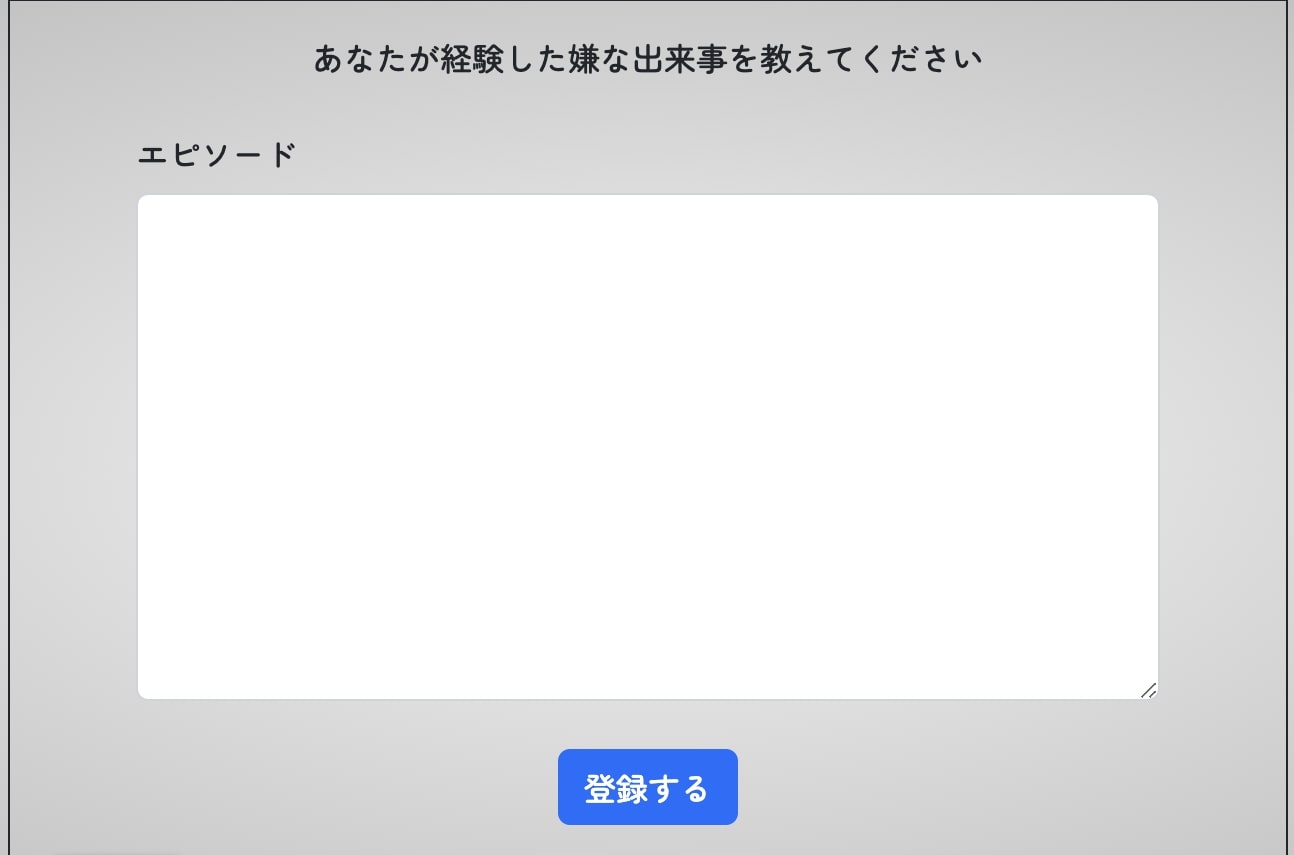 あなたが経験した嫌な出来事を教えてください
エピソード
登録する